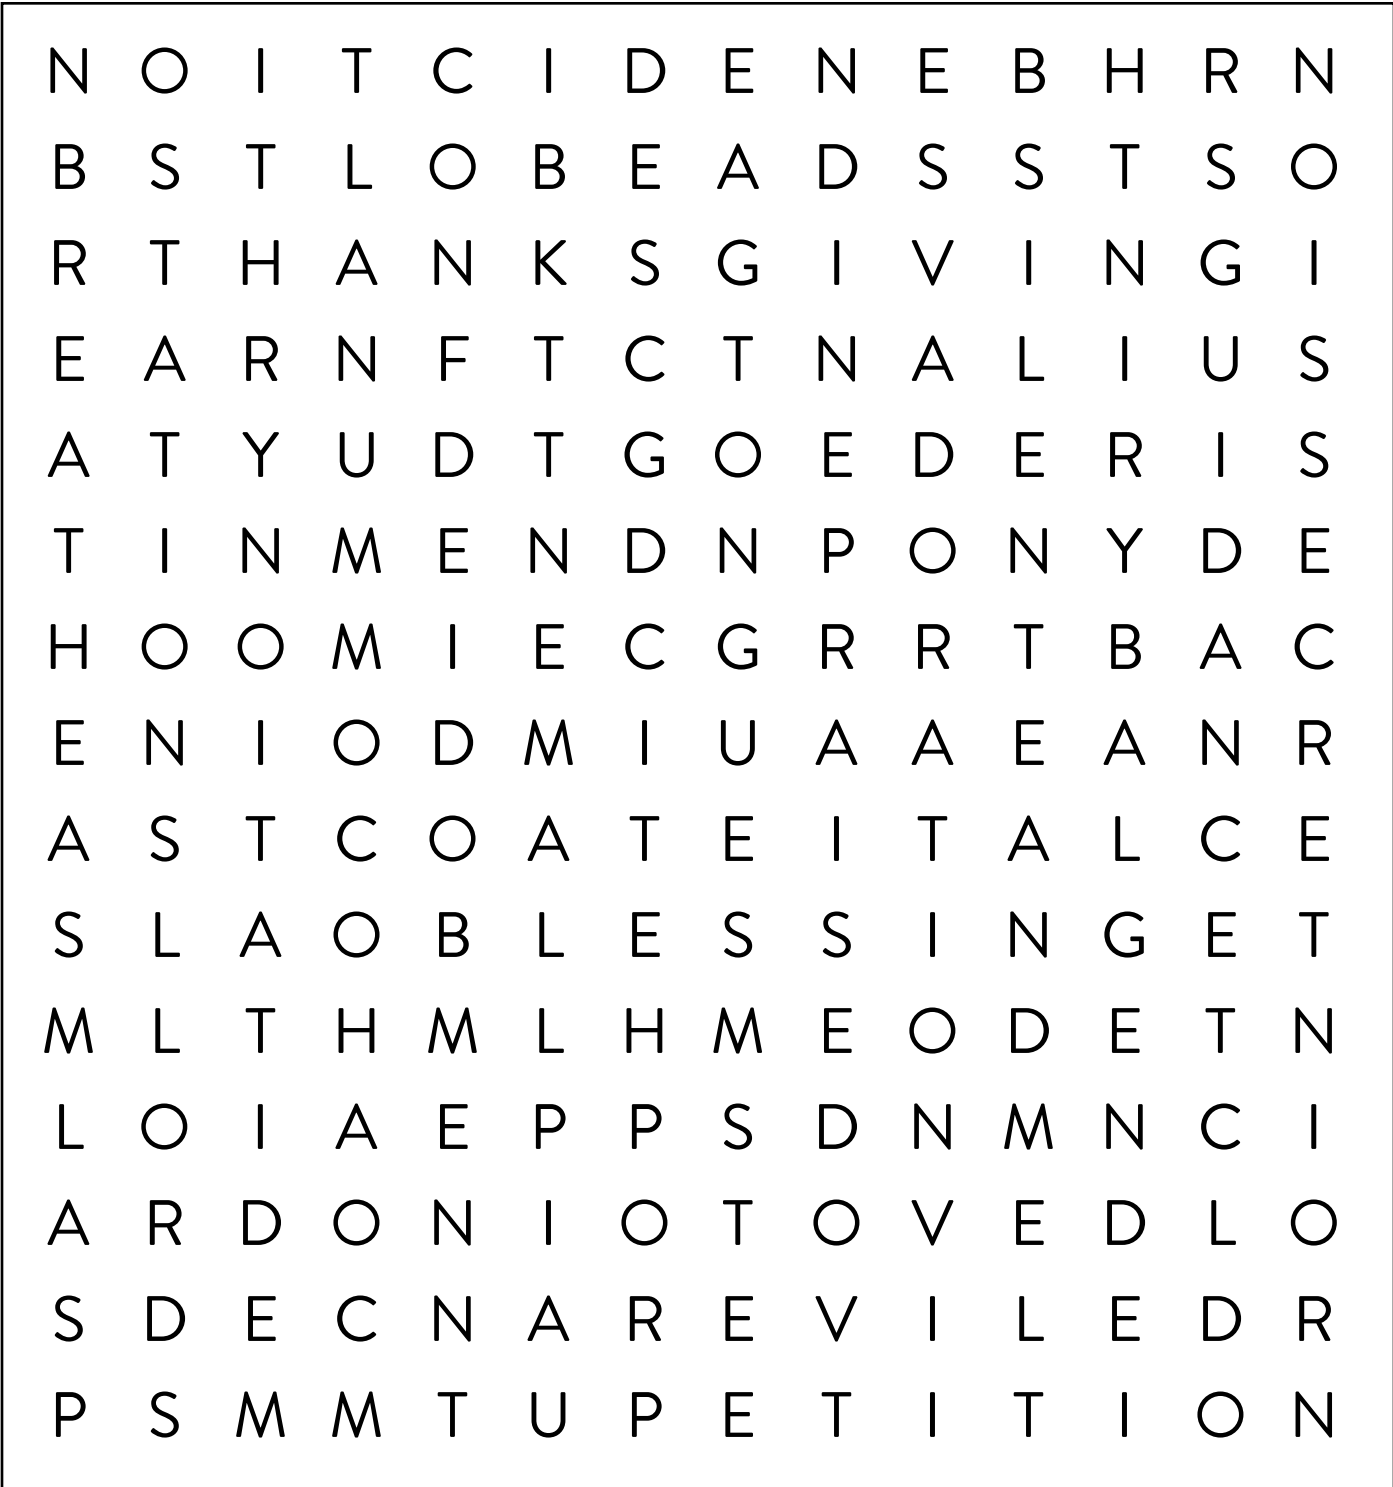 N O I T C I D E N E B H R N
B S T L O B E A D S S T S O
R T H A N K S G I V I N G I
E A R N F T C T N A L I U S
A T Y U D T G O E D E R I S
T I N M E N D N P O N Y D E
H O O M I E C G R R T B A C
E N I O D M I U A A E A N R
A S T C O A T E I T A L C E
S L A O B L E S S I N G E T
M L T H M L H M E O D E T N
L O I A E P P S D N M N C I
A R D O N I O T O V E D L O
S D E C N A R E V I L E D R
P S M M T U P E T I T I O N